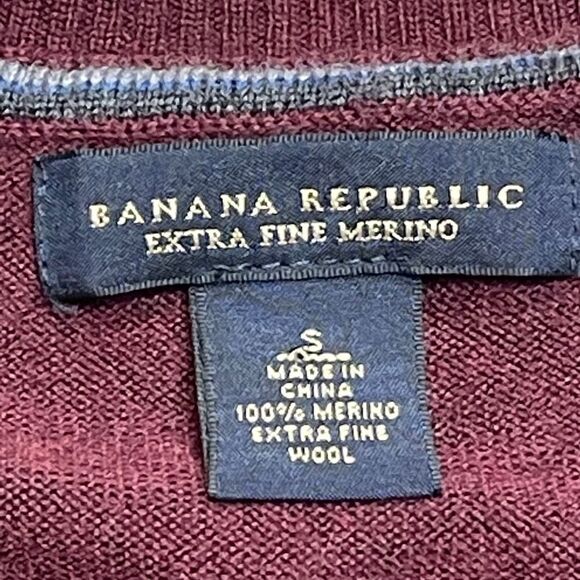 BANANA REPUBLIC
EXTRA FINE MERINO
S
MADE IN
CHINA
100% MERINO
EXTRA FINE
WOOL